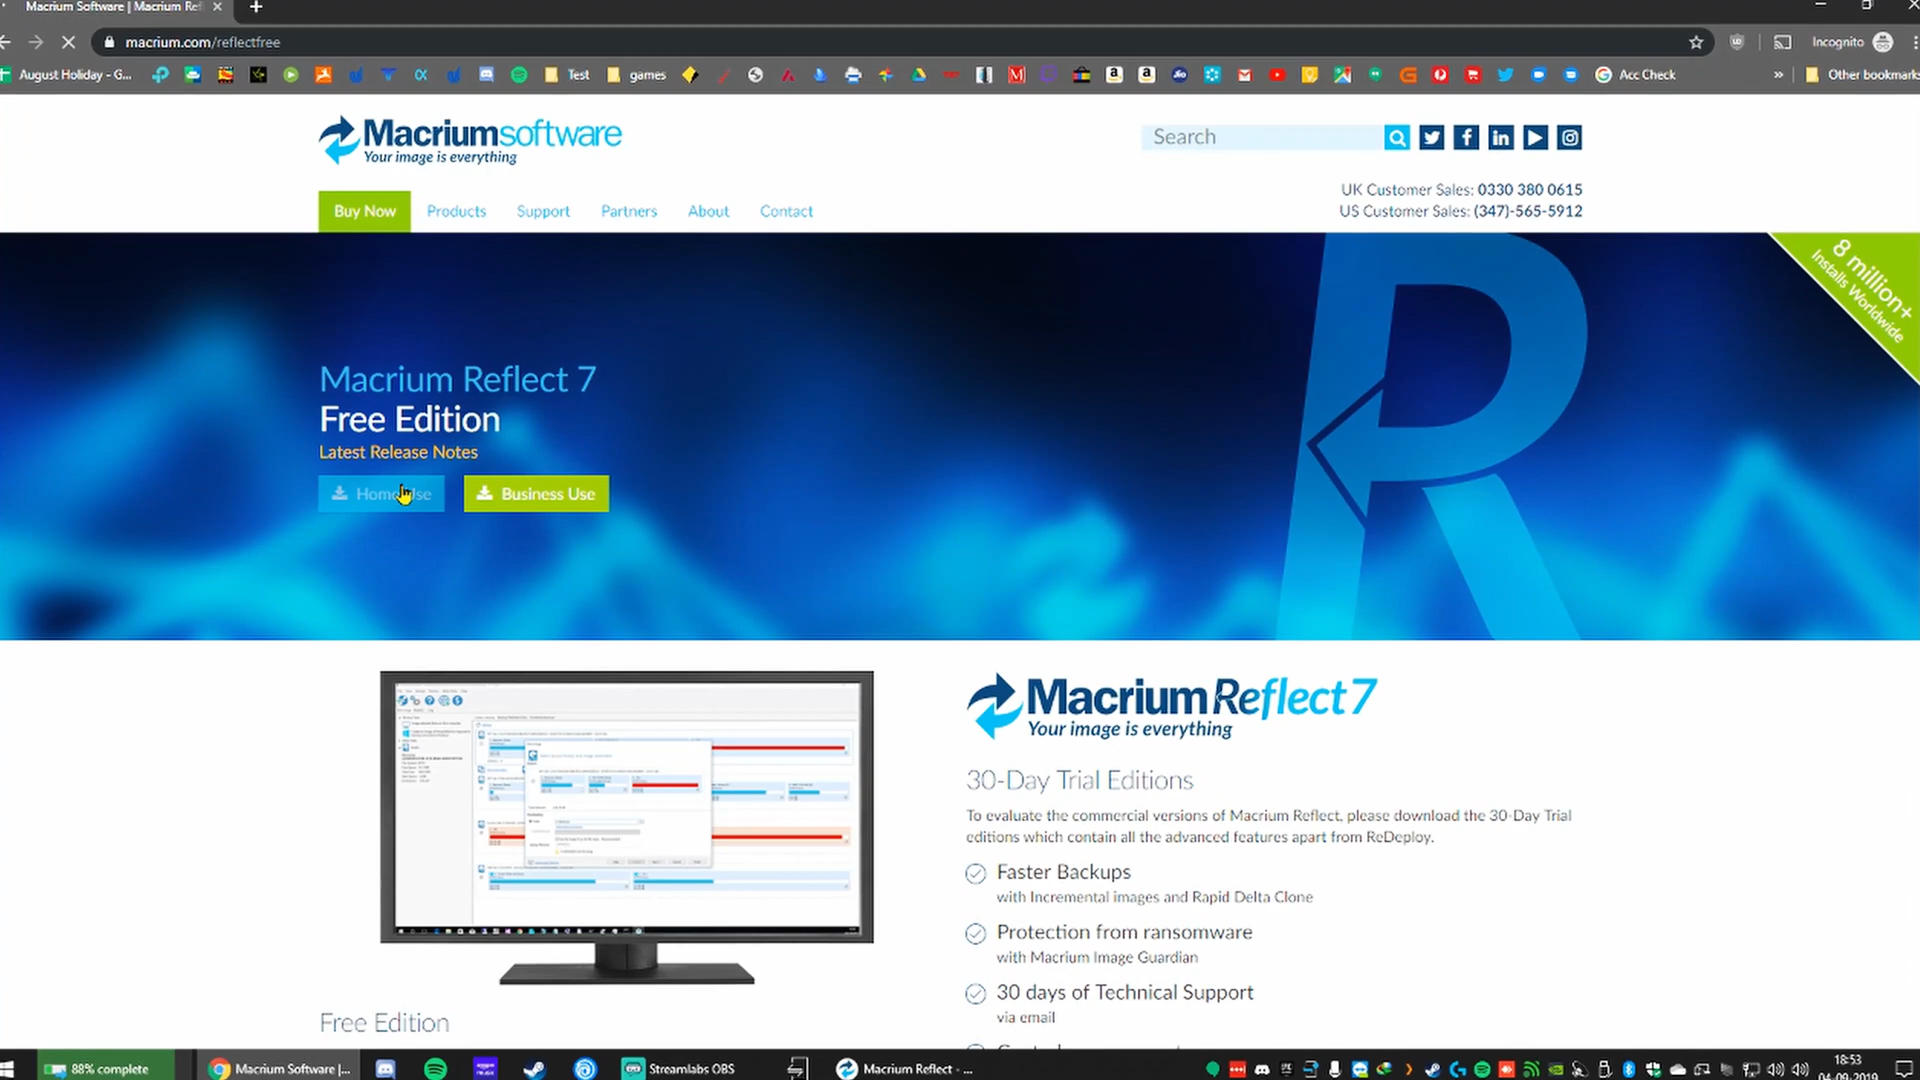 Macrium Software | Macrium Ref
macrium.com/reflectfree
Incognito
August Holiday - G...
Test
games
Acc Check
Other bookmarks
Macriumsoftware
Your image is everything
Search
UK Customer Sales: 0330 380 0615
US Customer Sales: (347)-565-5912
Buy Now
Products
Support
Partners
About
Contact
8 million+
Installs Worldwide
Macrium Reflect 7
Free Edition
Latest Release Notes
Home Use
Business Use
MacriumReflect7
Your image is everything
30-Day Trial Editions
To evaluate the commercial versions of Macrium Reflect, please download the 30-Day Trial
editions which contain all the advanced features apart from ReDeploy.
Faster Backups
with Incremental images and Rapid Delta Clone
Protection from ransomware
with Macrium Image Guardian
30 days of Technical Support
via email
Free Edition
88% complete
Macrium Software |...
Streamlabs OBS
Macrium Reflect - ...
18:53
04-09-2019